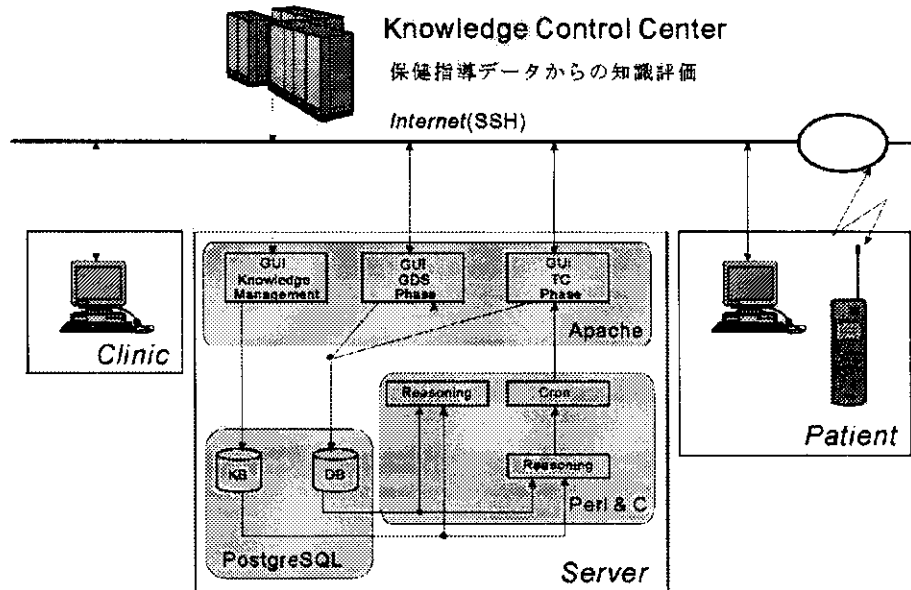 Knowledge Control Center
保健指導データからの知識評価
Internet(SSH)
GUI
Knowledge
Management
GUI
GDS
Phase
GUI
TC
Phase
Apache
Clinic
Reasoning
Cron
Patient
KB
DB
Reasoning
Perl & C
PostgreSQL
Server